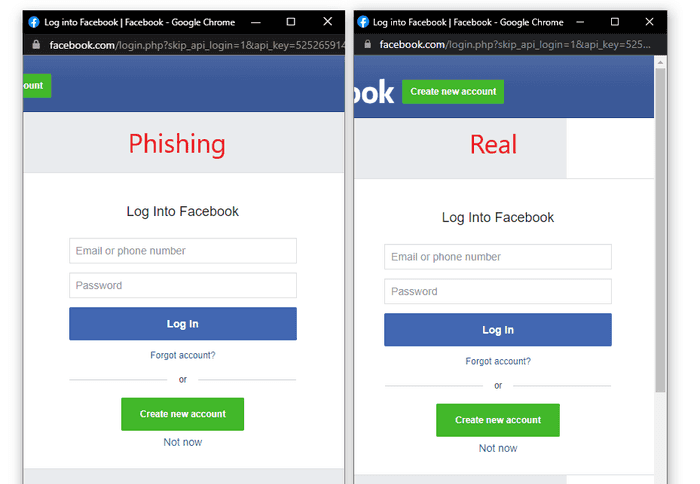 Log into Facebook | Facebook - Google Chrome
facebook.com/login.php?skip_api_login=1&api_key=525265914
ount
Phishing
Log Into Facebook
Email or phone number
Password
Log In
Forgot account?
or
Create new account
Not now
Log into Facebook | Facebook - Google Chrome
facebook.com/login.php?skip_api_login=1&api_key=525...
ook
Create new account
Real
Log Into Facebook
Email or phone number
Password
Log In
Forgot account?
or
Create new account
Not now